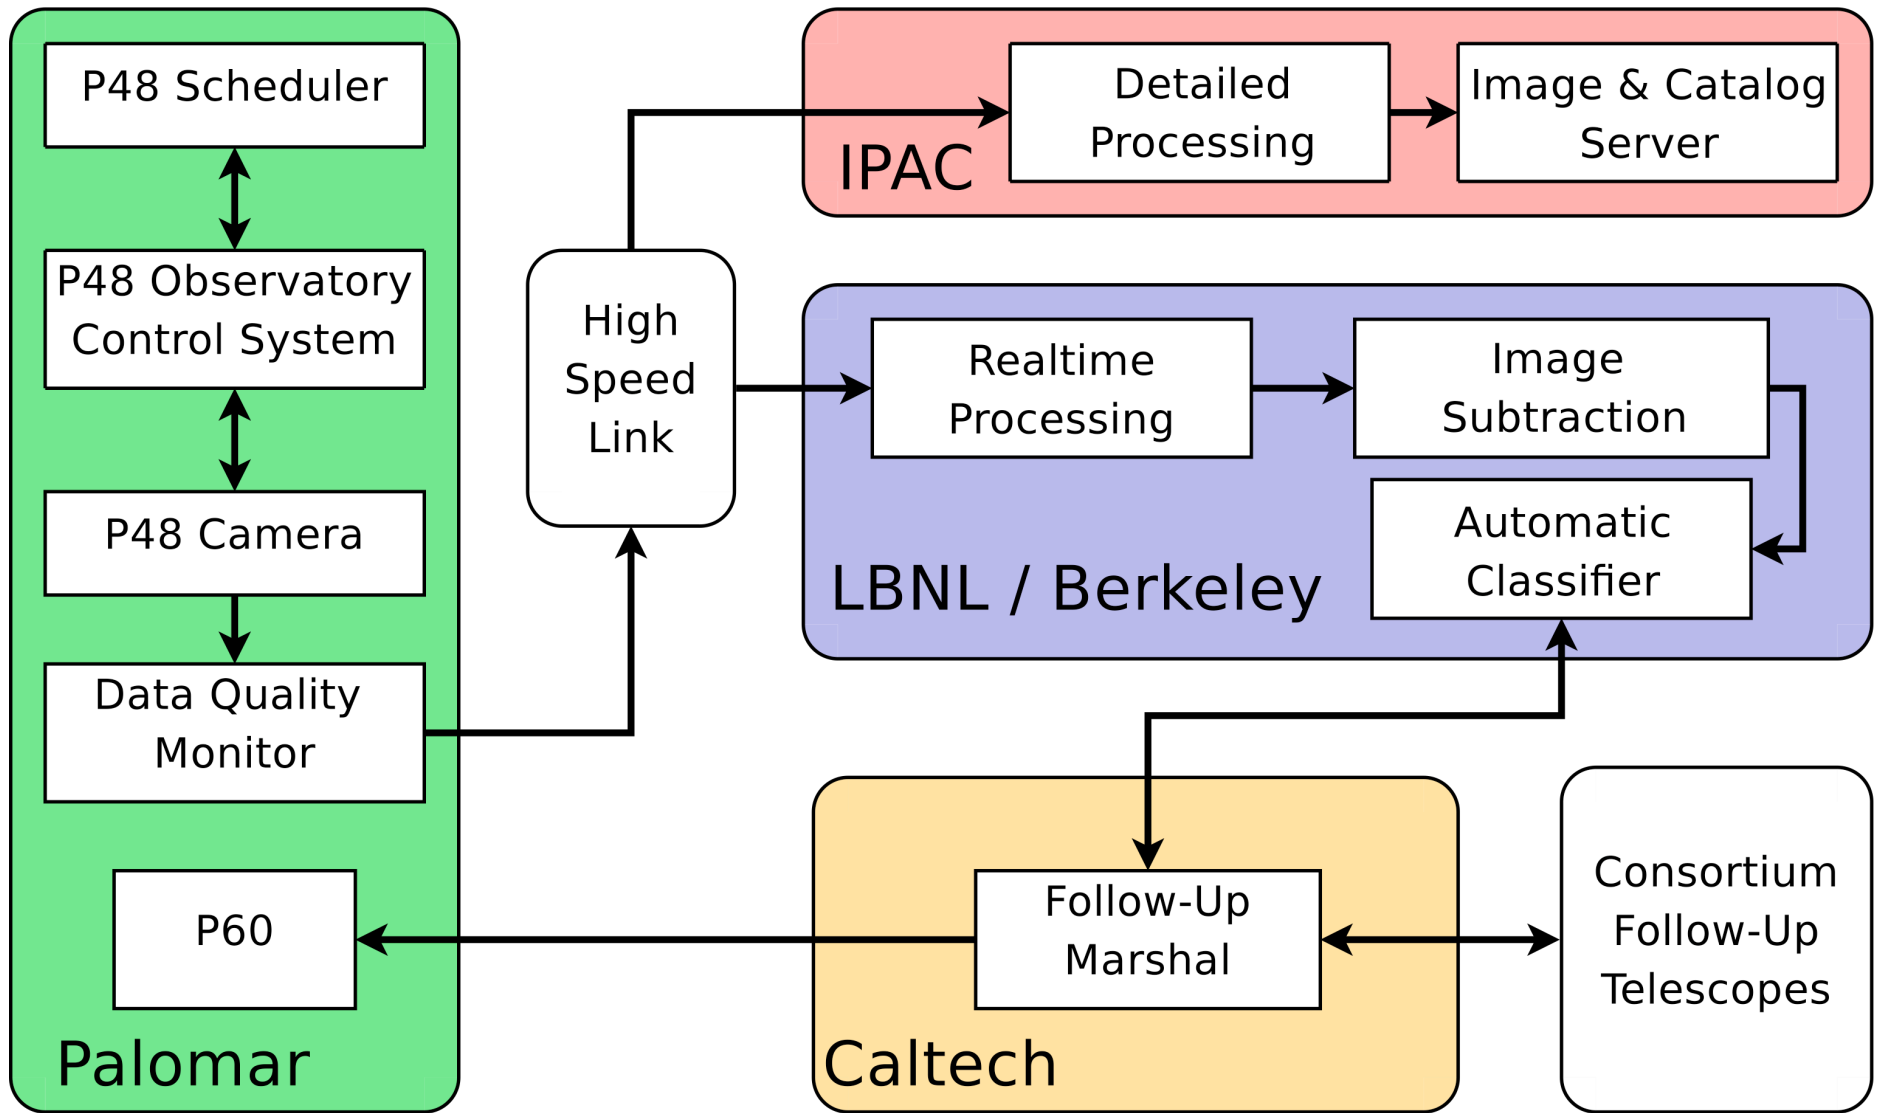 P48 Scheduler
P48 Observatory
Control System
P48 Camera
Data Quality
Monitor
P60
Palomar
High
Speed
Link
Detailed
Processing
Image & Catalog
Server
IPAC
Realtime
Processing
Image
Subtraction
Automatic
Classifier
LBNL / Berkeley
Follow-Up
Marshal
Caltech
Consortium
Follow-Up
Telescopes